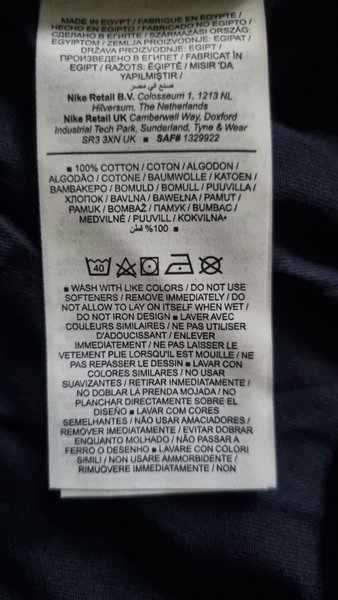 MADE IN EGYPT / FABRIQUE EN EGYPTE /
HECHO EN EGIPTO / FABRICADO NO EGIPTO /
СДЕЛАНО В ЕГИПТЕ / SZÁRMAZÁSI ORSZÁG:
EGYIPTOM / ZEMLJA PROIZVODNJE: EGIPAT /
DRŽAVA PROIZVODNJE: EGIPT /
ПРОИЗВЕДЕНО В ЕГИПЕТ / FABRICAT ÎN
EGIPT / RAŽOTS: ĒĢIPTĒ / MISIR 'DA
YAPILMIŞTIR /
صنع في مصر
Nike Retail B.V. Colosseum 1, 1213 NL
Hilversum, The Netherlands
Nike Retail UK Camberwell Way, Doxford
Industrial Tech Park, Sunderland, Tyne & Wear
SR3 3XN UK ■ SAF# 1329922
■ 100% COTTON / COTON / ALGODON /
ALGODÃO / COTONE / BAUMWOLLE / KATOEN /
ΒΑΜΒΑΚΕΡΟ / BOMULD / BOMULL / PUUVILLA /
ХЛОПОК / BAVLNA / BAWEŁNA / PAMUT /
PAMUK / BOMBAŽ / ПАМУК / BUMBAC /
MEDVILNĖ / PUUVILL / KOKVILNA*
■ %100 قطن
40
■ WASH WITH LIKE COLORS / DO NOT USE
SOFTENERS / REMOVE IMMEDIATELY / DO
NOT ALLOW TO LAY ON ITSELF WHEN WET /
DO NOT IRON DESIGN ■ LAVER AVEC
COULEURS SIMILAIRES / NE PAS UTILISER
D'ADOUCISSANT / ENLEVER
IMMEDIATEMENT / NE PAS LAISSER LE
VETEMENT PLIE LORSQU'IL EST MOUILLE / NE
PAS REPASSER LE DESSIN ■ LAVAR CON
COLORES SIMILARES / NO USAR
SUAVIZANTES / RETIRAR INMEDIATAMENTE /
NO DOBLAR LA PRENDA MOJADA / NO
PLANCHAR DIRECTAMENTE SOBRE EL
DISEÑO ■ LAVAR COM CORES
SEMELHANTES / NÃO USAR AMACIADORES /
REMOVER IMEDIATAMENTE / EVITAR DOBRAR
ENQUANTO MOLHADO / NÃO PASSAR A
FERRO O DESENHO ■ LAVARE CON COLORI
SIMILI / NON USARE AMMORBIDENTE /
RIMUOVERE IMMEDIATAMENTE / NON